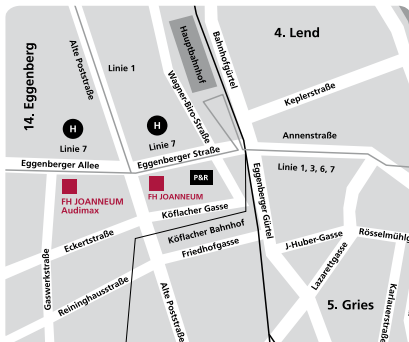 4. Lend
14. Eggenberg
Alte Poststraße
Linie 1
Hauptbahnhof
Bahnhofgürtel
Wagner-Biro-Straße
Keplerstraße
H
H
Annenstraße
Linie 7
Linie 7
Eggenberger Allee
Eggenberger Straße
Linie 1, 3, 6, 7
P&R
FH JOANNEUM
Audimax
FH JOANNEUM
Köflacher Gasse
Eggenberger Gürtel
Eckertstraße
Köflacher Bahnhof
Friedhofgasse
J-Huber-Gasse
Rösselmühlg
Gaswerkstraße
Lazarettgasse
Reininghausstraße
Alte Poststraße
Karlauerstraße
5. Gries